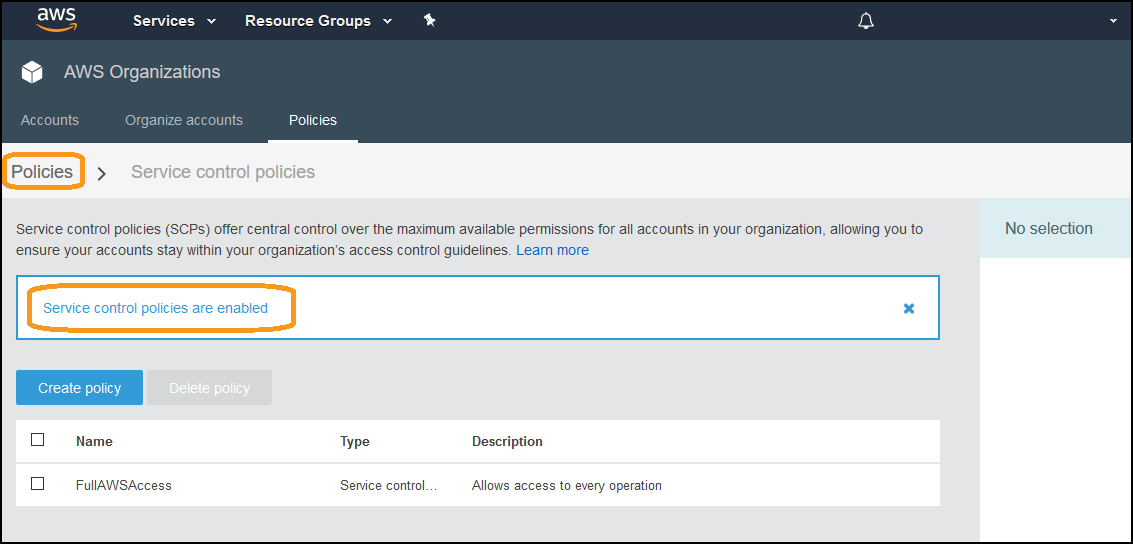 aws Services Resource Groups
AWS Organizations
Accounts Organize accounts Policies
Policies > Service control policies
Service control policies (SCPs) offer central control over the maximum available permissions for all accounts in your organization, allowing you to
ensure your accounts stay within your organization's access control guidelines. Learn more
No selection
Service control policies are enabled
Create policy Delete policy
Name Type Description
FullAWSAccess Service control... Allows access to every operation